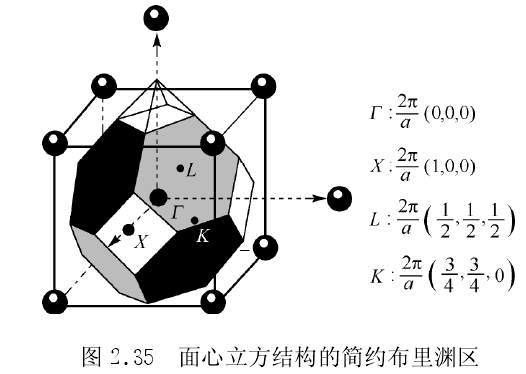 L
Γ
K
X
Γ:2π/a (0,0,0)
X:2π/a (1,0,0)
L:2π/a (1/2,1/2,1/2)
K:2π/a (3/4,3/4,0)
图 2.35 面心立方结构的简约布里渊区